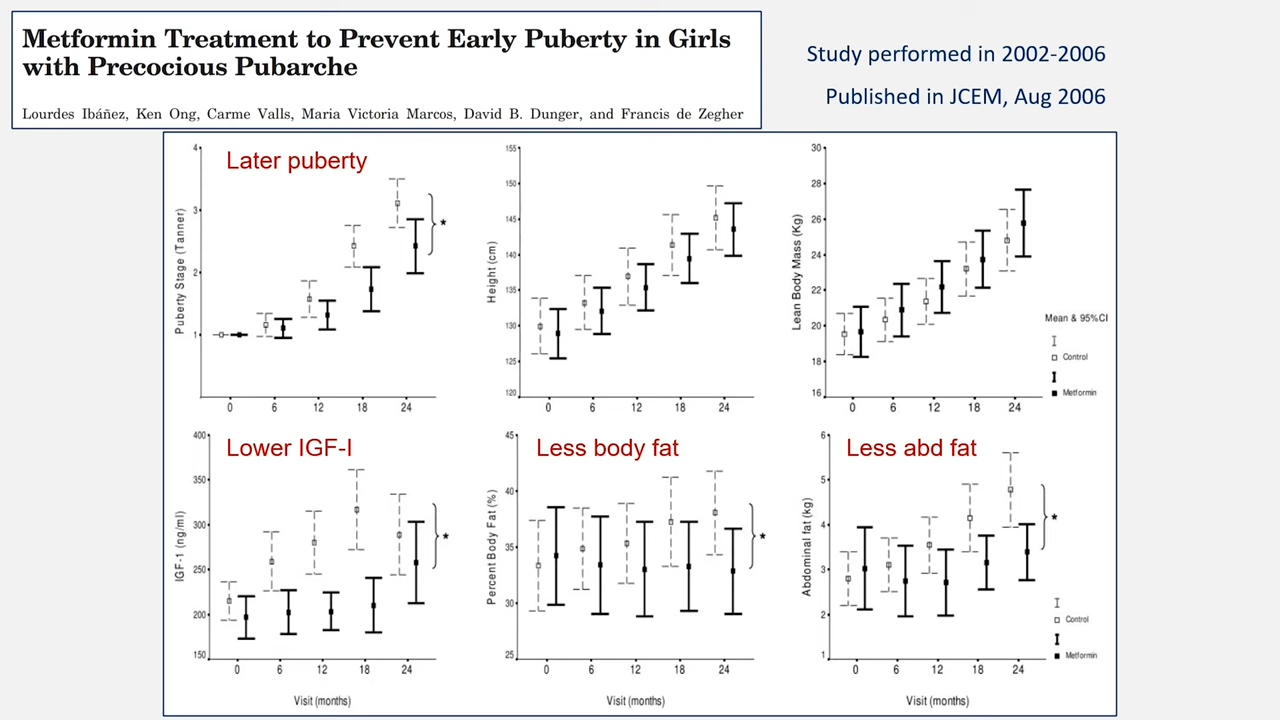 Metformin Treatment to Prevent Early Puberty in Girls
with Precocious Pubarche
Lourdes Ibáñez, Ken Ong, Carme Valls, Maria Victoria Marcos, David B. Dunger, and Francis de Zegher
Study performed in 2002-2006
Published in JCEM, Aug 2006
Later puberty
Puberty Stage (Tanner)
4
3
2
1
0 6 12 18 24
*
Height (cm)
155
150
145
140
135
130
125
120
0 6 12 18 24
Lean Body Mass (Kg)
30
28
26
24
22
20
18
16
0 6 12 18 24
Mean & 95%CI
Control
Metformin
Lower IGF-I
IGF-1 (ng/ml)
400
350
300
250
200
150
0 6 12 18 24
*
Visit (months)
Less body fat
Percent Body Fat (%)
45
40
35
30
25
0 6 12 18 24
*
Visit (months)
Less abd fat
Abdominal fat (kg)
6
5
4
3
2
1
0 6 12 18 24
*
Visit (months)
Control
Metformin